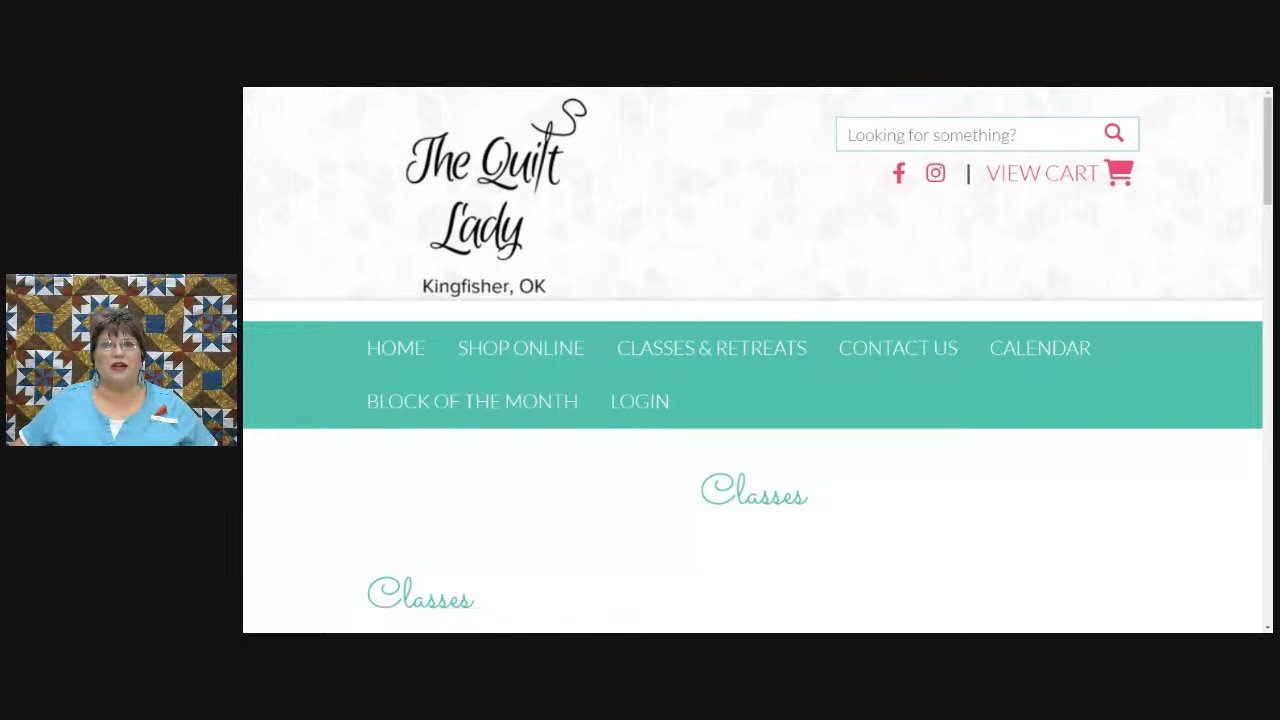 The Quilt
Lady
Kingfisher, OK
Looking for something?
| VIEW CART
HOME SHOP ONLINE CLASSES & RETREATS CONTACT US CALENDAR
BLOCK OF THE MONTH LOGIN
Classes
Classes